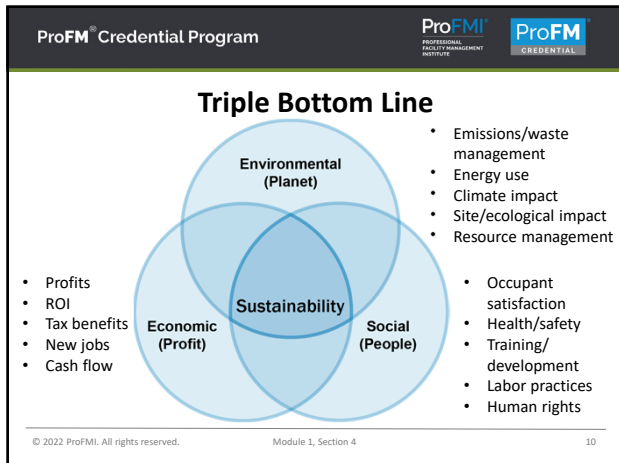 ProFM® Credential Program
ProFMI®
PROFESSIONAL
FACILITY MANAGEMENT
INSTITUTE
ProFM
CREDENTIAL
Triple Bottom Line
Environmental
(Planet)
• Emissions/waste
management
• Energy use
• Climate impact
• Site/ecological impact
• Resource management
• Profits
• ROI
• Tax benefits
• New jobs
• Cash flow
Economic
(Profit)
Sustainability
Social
(People)
• Occupant
satisfaction
• Health/safety
• Training/
development
• Labor practices
• Human rights
© 2022 ProFMI. All rights reserved.
Module 1, Section 4
10